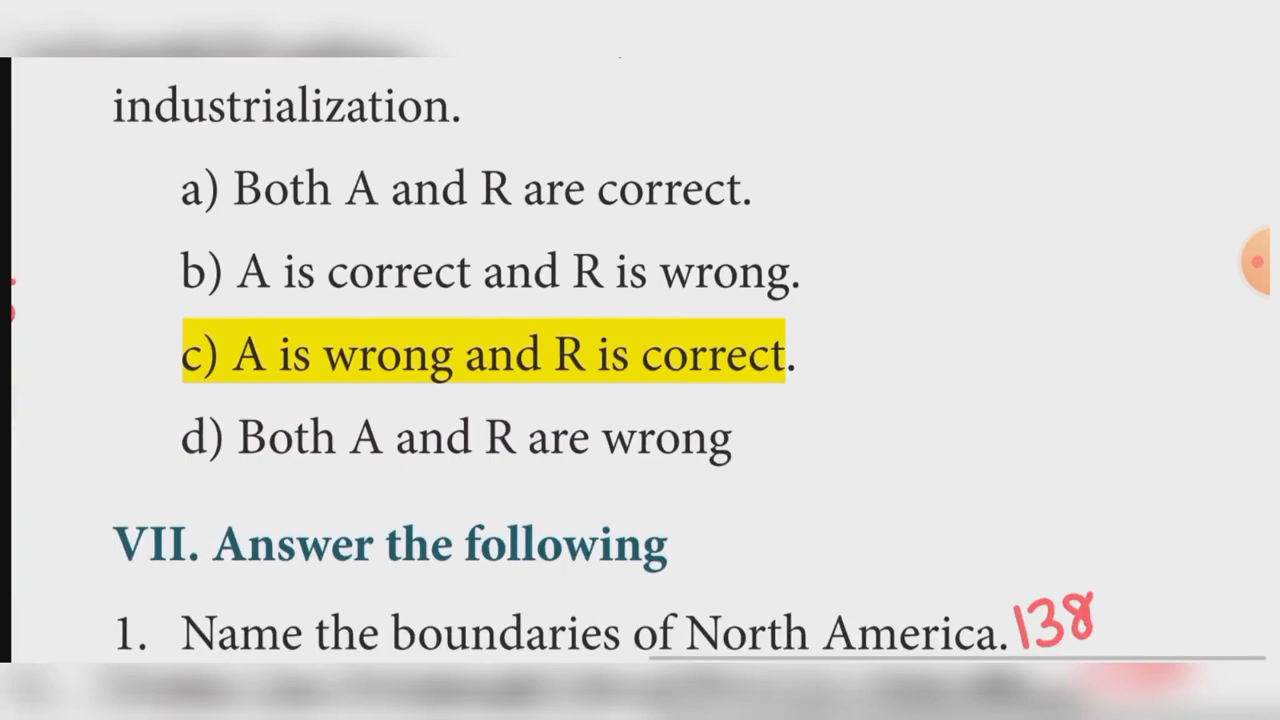 industrialization.
a) Both A and R are correct.
b) A is correct and R is wrong.
c) A is wrong and R is correct.
d) Both A and R are wrong
VII. Answer the following
1. Name the boundaries of North America. 138